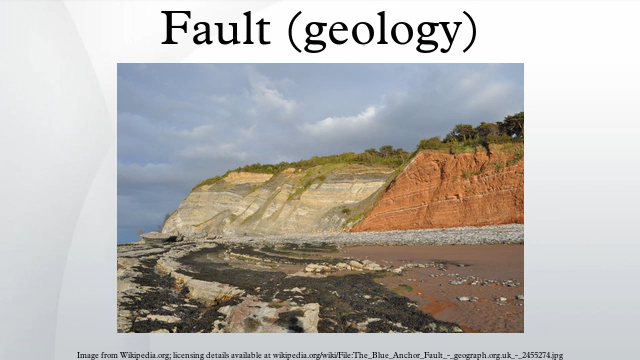 Fault (geology)
Image from Wikipedia.org; licensing details available at wikipedia.org/wiki/File:The_Blue_Anchor_Fault_-_geograph.org.uk_-_2455274.jpg